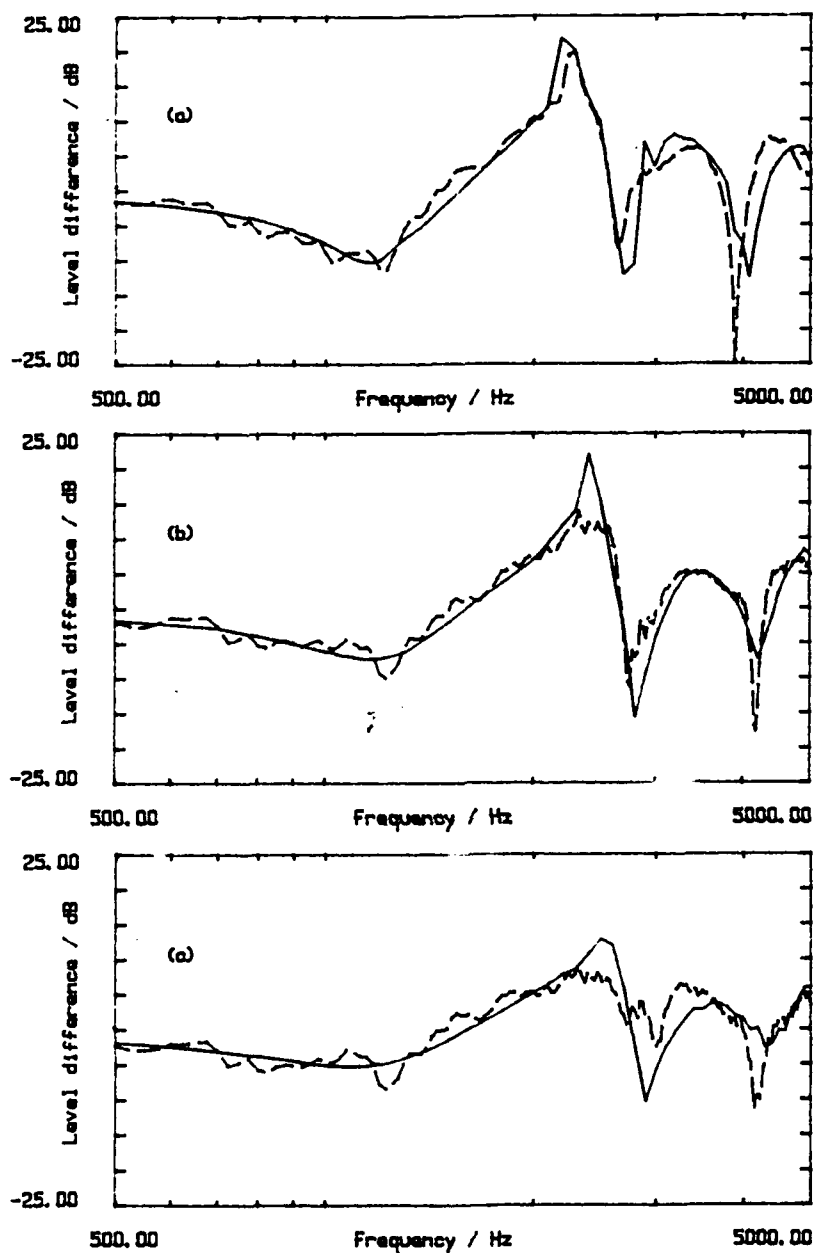 25.00
Level difference / dB
(a)
-25.00
500.00 Frequency / Hz 5000.00
25.00
Level difference / dB
(b)
-25.00
500.00 Frequency / Hz 5000.00
25.00
Level difference / dB
(c)
-25.00
500.00 Frequency / Hz 5000.00